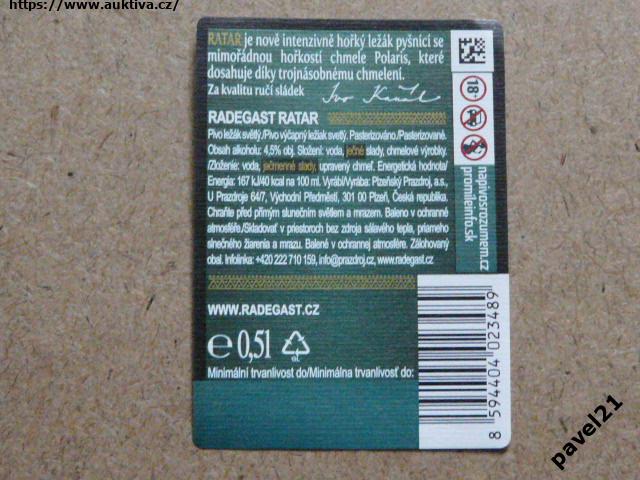 https://www.auktiva.cz/
RATAR je nově intenzivně hořký ležák pyšnící se
mimořádnou hořkostí chmele Polaris, které
dosahuje díky trojnásobnému chmelení.
Za kvalitu ručí sládek
RADEGAST RATAR
Pivo ležák světlý./Pivo výčapný ležiak svetlý. Pasterizováno./Pasterizované.
Obsah alkoholu: 4,5% obj. Složení: voda, ječné slady, chmelové výrobky.
/Zloženie: voda, jačmenné slady, upravený chmeľ. Energetická hodnota/
Energia: 167 kJ/40 kcal na 100 ml. Vyrábí/Vyrába: Plzeňský Prazdroj, a.s.,
U Prazdroje 64/7, Východní Předměstí, 301 00 Plzeň, Česká republika.
Chraňte před přímým slunečním světlem a mrazem. Baleno v ochranné
atmosféře./Skladovať v priestoroch bez zdroja sálavého tepla, priameho
slnečného žiarenia a mrazu. Balené v ochrannej atmosfére. Zálohovaný
obal. Infolinka: +420 222 710 159, info@prazdroj.cz, www.radegast.cz
18+
napivosrozumem.cz
promileinfo.sk
WWW.RADEGAST.CZ
℮ 0,5l
Minimální trvanlivost do/Minimálna trvanlivosť do:
8 594404 023489
pavel21